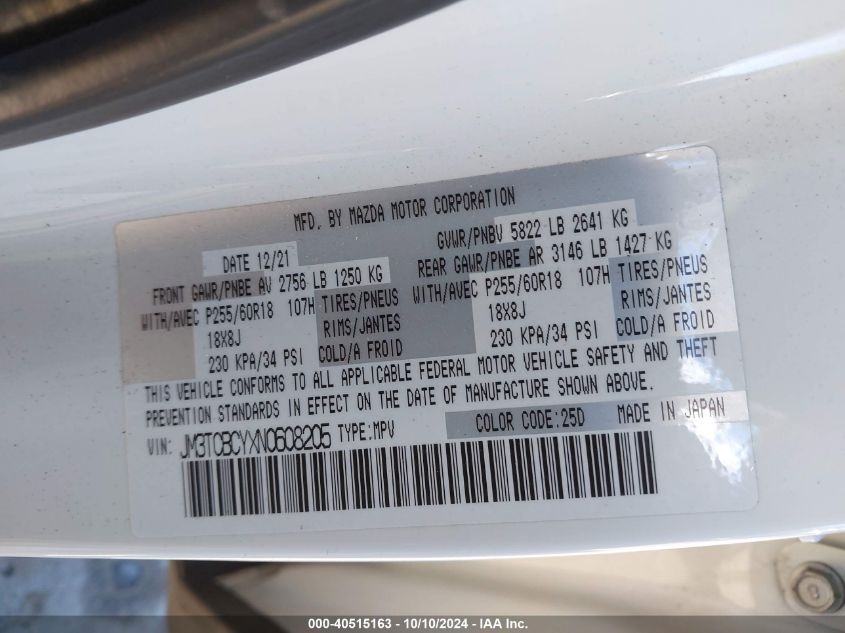 MFD. BY MAZDA MOTOR CORPORATION
DATE 12/21
GVWR/PNBV 5822 LB 2641 KG
FRONT GAWR/PNBE AV 2756 LB 1250 KG
REAR GAWR/PNBE AR 3146 LB 1427 KG
WITH/AVEC P255/60R18 107H TIRES/PNEUS
WITH/AVEC P255/60R18 107H TIRES/PNEUS
18X8J RIMS/JANTES
18X8J RIMS/JANTES
230 KPA/34 PSI COLD/A FROID
230 KPA/34 PSI COLD/A FROID
THIS VEHICLE CONFORMS TO ALL APPLICABLE FEDERAL MOTOR VEHICLE SAFETY AND THEFT
PREVENTION STANDARDS IN EFFECT ON THE DATE OF MANUFACTURE SHOWN ABOVE.
COLOR CODE:25D MADE IN JAPAN
VIN: JM3TCBCYXN0608205 TYPE:MPV
000-40515163 - 10/10/2024 - IAA Inc.